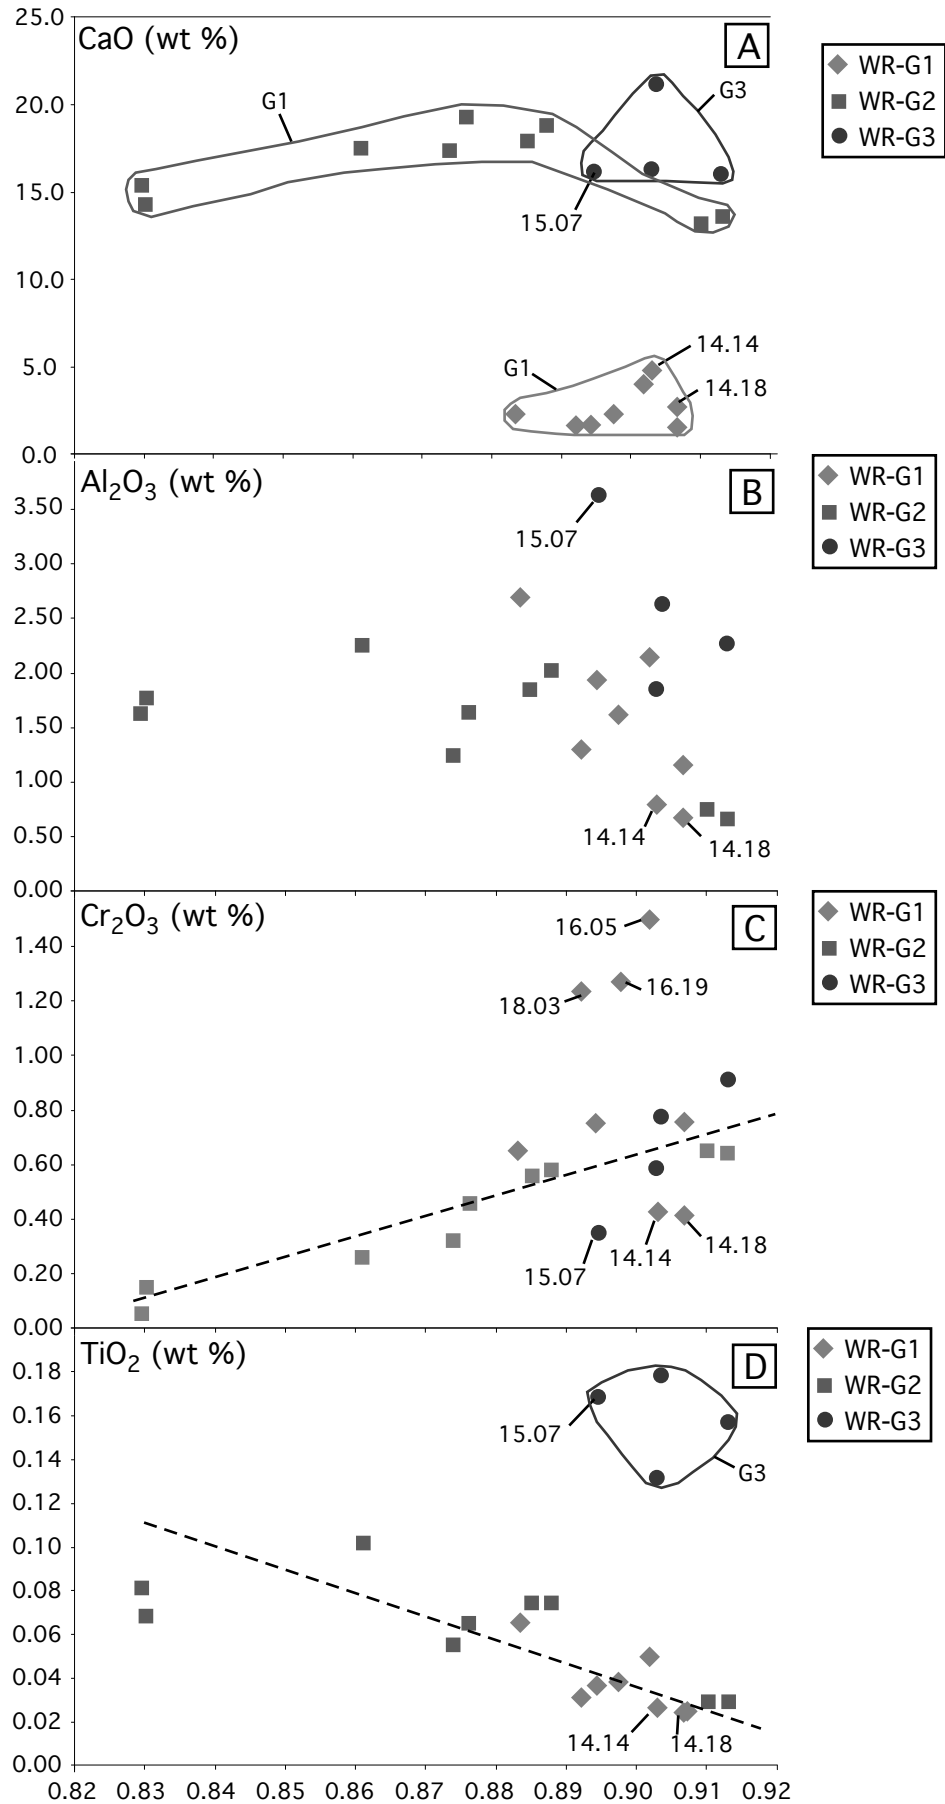 25.0
CaO (wt %)
A
WR-G1
WR-G2
WR-G3
20.0
G1
G3
15.0
15.07
10.0
5.0
G1
14.14
14.18
0.0
Al₂O₃ (wt %)
B
WR-G1
WR-G2
WR-G3
3.50
15.07
3.00
2.50
2.00
1.50
1.00
0.50
14.14
14.18
0.00
Cr₂O₃ (wt %)
C
WR-G1
WR-G2
WR-G3
16.05
1.40
16.19
18.03
1.20
1.00
0.80
0.60
0.40
14.14
14.18
15.07
0.20
0.00
TiO₂ (wt %)
D
WR-G1
WR-G2
WR-G3
0.18
0.16
15.07
0.14
G3
0.12
0.10
0.08
0.06
0.04
0.02
14.14
14.18
0.00
0.82 0.83 0.84 0.85 0.86 0.87 0.88 0.89 0.90 0.91 0.92